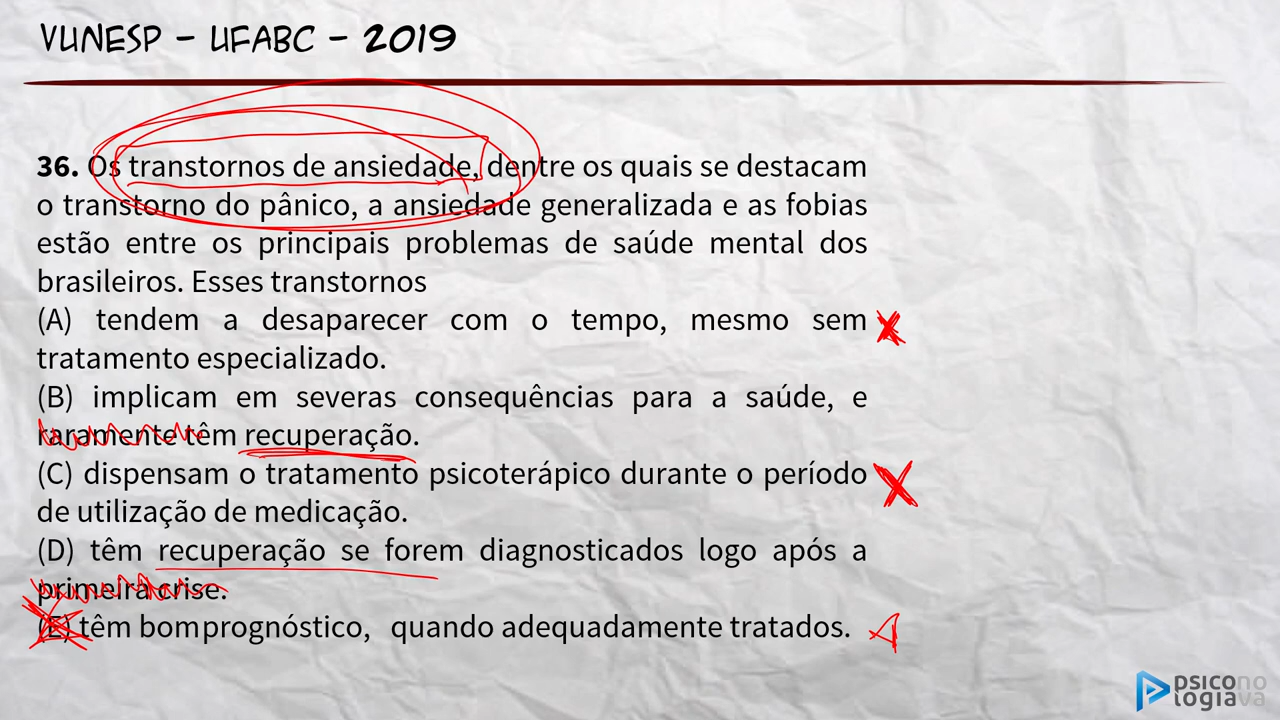 VUNESP - UFABC - 2019
36. Os transtornos de ansiedade, dentre os quais se destacam
o transtorno do pânico, a ansiedade generalizada e as fobias
estão entre os principais problemas de saúde mental dos
brasileiros. Esses transtornos
(A) tendem a desaparecer com o tempo, mesmo sem
tratamento especializado.
(B) implicam em severas consequências para a saúde, e
raramente têm recuperação.
(C) dispensam o tratamento psicoterápico durante o período
de utilização de medicação.
(D) têm recuperação se forem diagnosticados logo após a
primeira crise.
(E) têm bom prognóstico, quando adequadamente tratados.
psicono
logiava